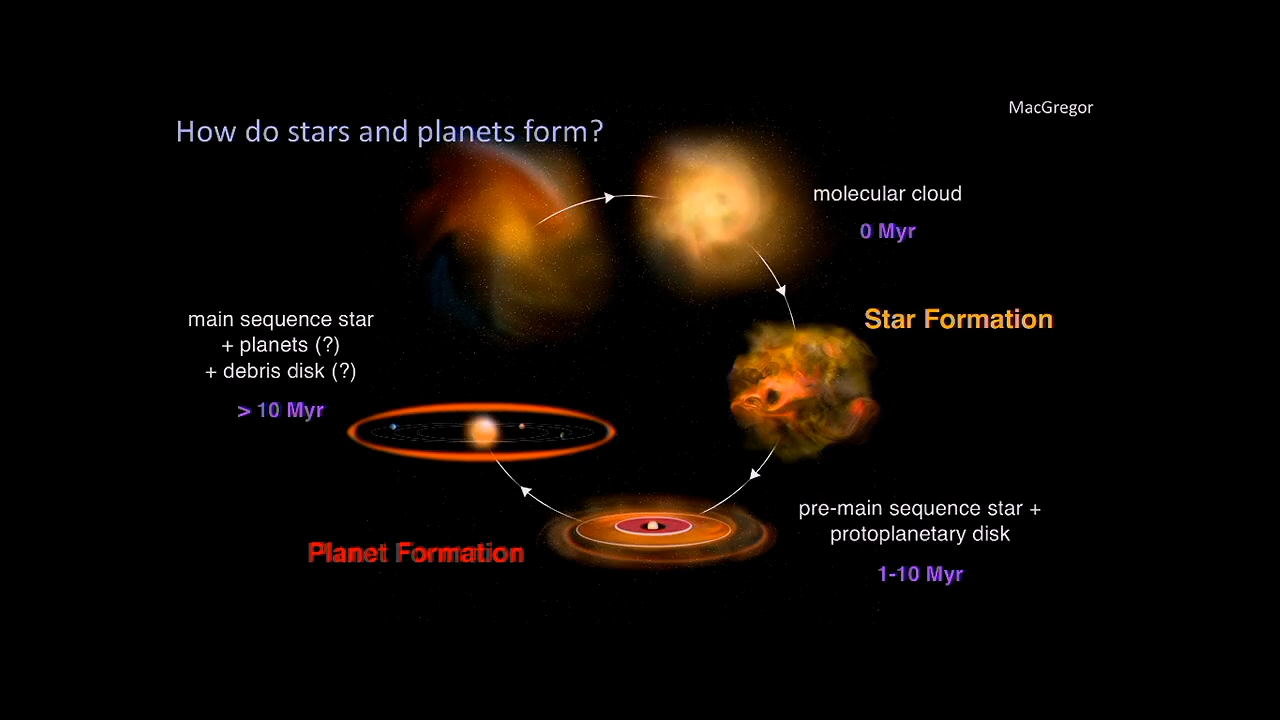 MacGregor
How do stars and planets form?
molecular cloud
0 Myr
Star Formation
main sequence star
+ planets (?)
+ debris disk (?)
> 10 Myr
pre-main sequence star +
protoplanetary disk
1-10 Myr
Planet Formation